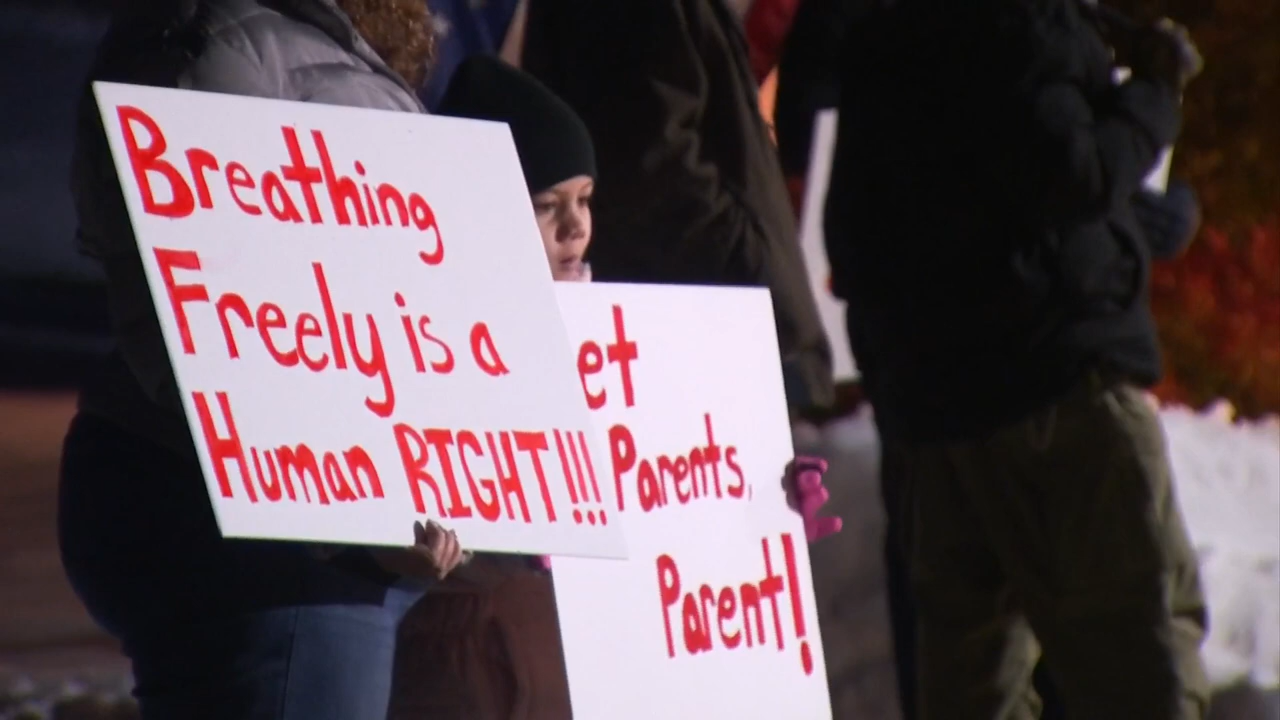 Breathing
Freely is a
Human RIGHT!!!
et
Parents,
Parent!